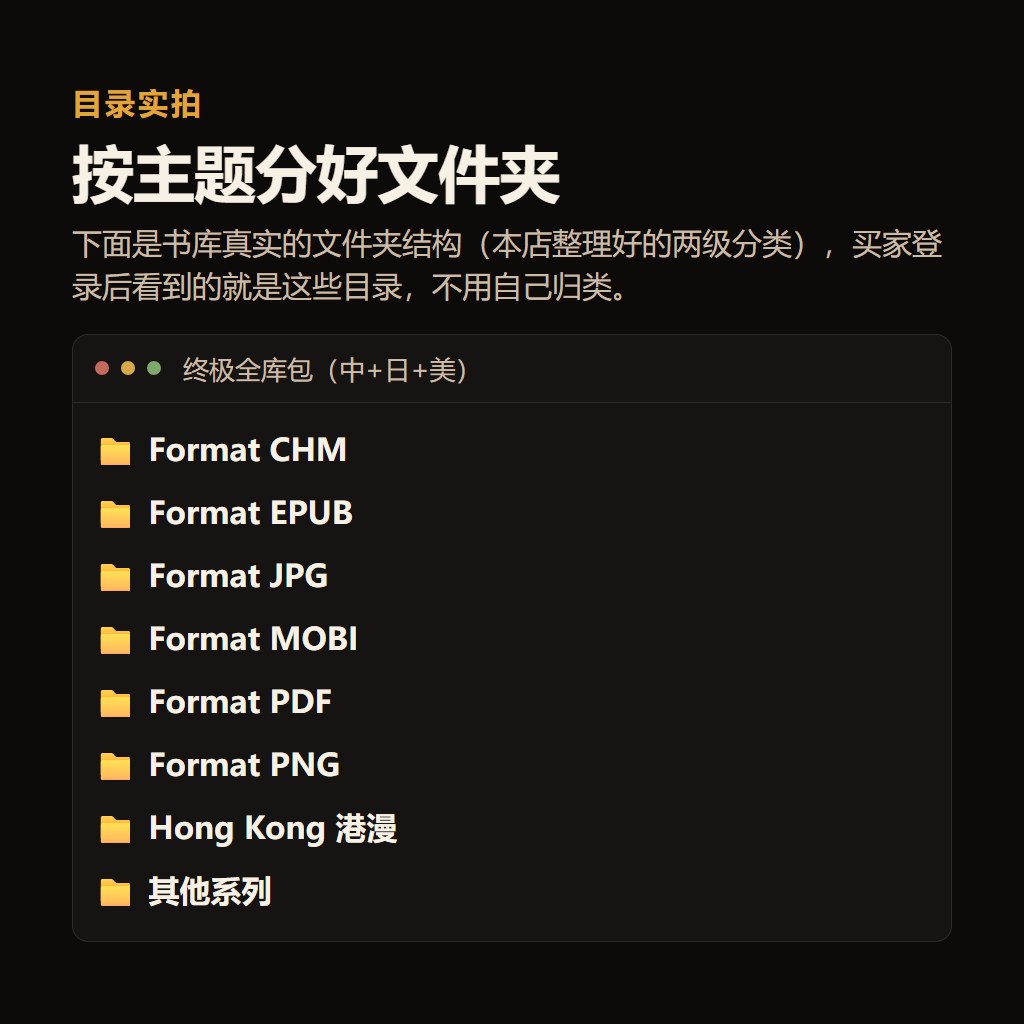 目录实拍
按主题分好文件夹
下面是书库真实的文件夹结构（本店整理好的两级分类），买家登
录后看到的就是这些目录，不用自己归类。
终极全库包（中+日+美）
Format CHM
Format EPUB
Format JPG
Format MOBI
Format PDF
Format PNG
Hong Kong 港漫
其他系列